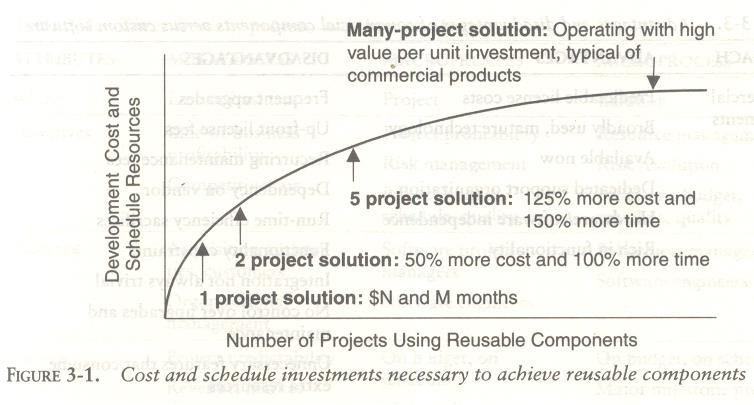 Many-project solution: Operating with high
value per unit investment, typical of
commercial products
Development Cost and
Schedule Resources
5 project solution: 125% more cost and
150% more time
2 project solution: 50% more cost and 100% more time
1 project solution: $N and M months
Number of Projects Using Reusable Components
FIGURE 3-1. Cost and schedule investments necessary to achieve reusable components